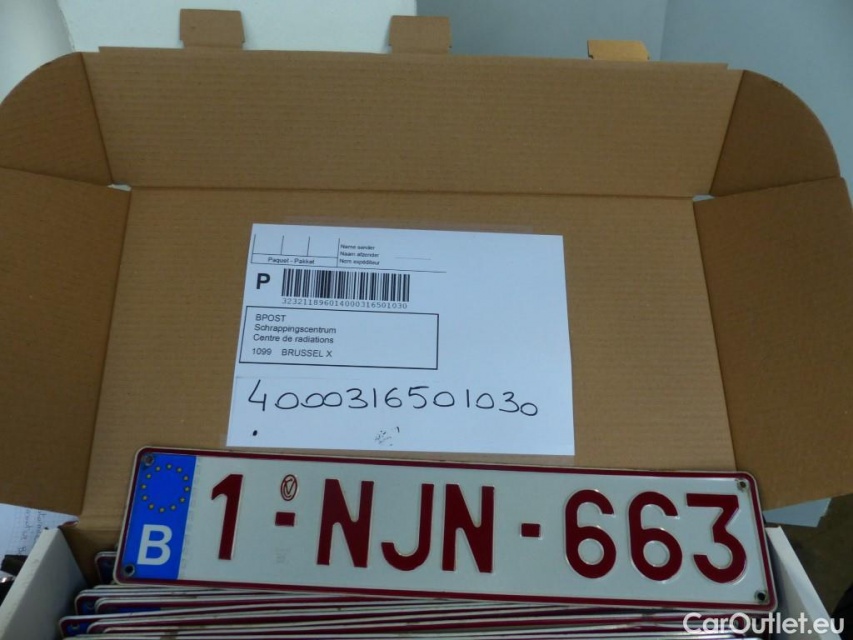 Name sender
Naam afzender
Paquet - Pakket
Nom expéditeur
P
323211896014000316501030
BPOST
Schrappingscentrum
Centre de radiations
1099 BRUSSEL X
4000316501030
B
1-NJN-663
CarOutlet.eu